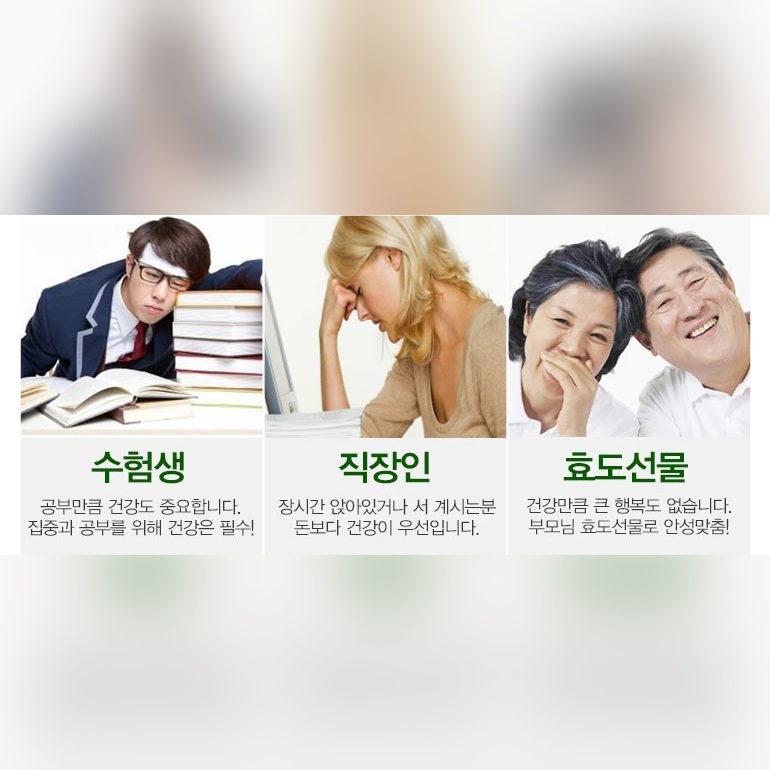 수험생
공부만큼 건강도 중요합니다.
집중과 공부를 위해 건강은 필수!
직장인
장시간 앉아있거나 서 계시는분
돈보다 건강이 우선입니다.
효도선물
건강만큼 큰 행복도 없습니다.
부모님 효도선물로 안성맞춤!